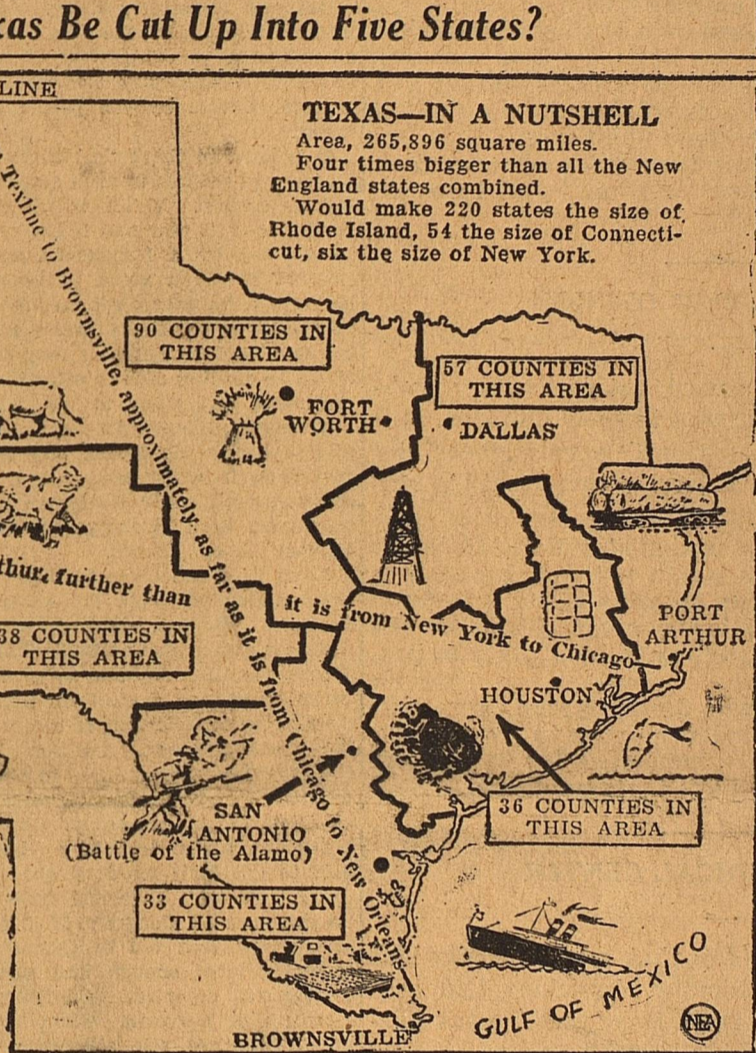 as Be Cut Up Into Five States?
LINE
TEXAS—IN A NUTSHELL
Area, 265,896 square miles.
Four times bigger than all the New
England states combined.
Would make 220 states the size of
Rhode Island, 54 the size of Connecti-
cut, six the size of New York.
Texline to Brownsville, approximately as far as it is from Chicago to New Orleans
90 COUNTIES IN
THIS AREA
57 COUNTIES IN
THIS AREA
FORT
WORTH
DALLAS
thur, further than it is from New York to Chicago
38 COUNTIES IN
THIS AREA
PORT
ARTHUR
HOUSTON
SAN
ANTONIO
(Battle of the Alamo)
36 COUNTIES IN
THIS AREA
33 COUNTIES IN
THIS AREA
GULF OF MEXICO
BROWNSVILLE
NEA